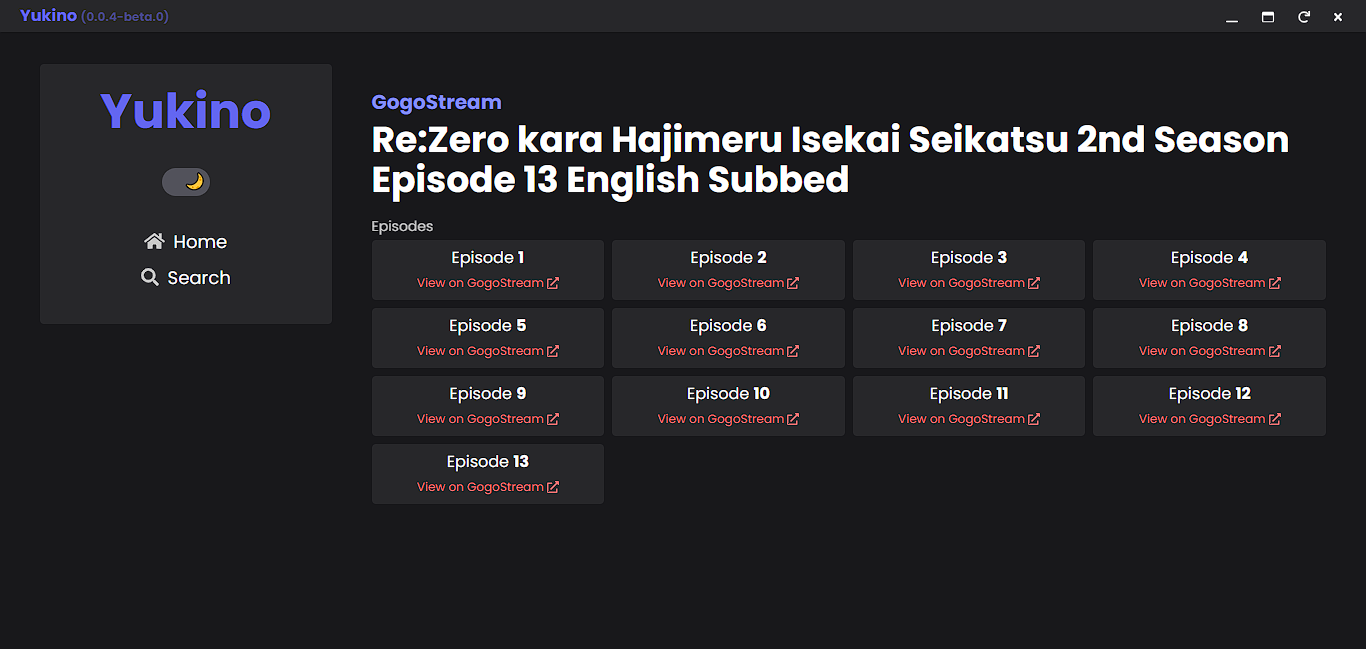 Yukino (0.0.4-beta.0)
Yukino
Home
Search
GogoStream
Re:Zero kara Hajimeru Isekai Seikatsu 2nd Season
Episode 13 English Subbed
Episodes
Episode 1
View on GogoStream
Episode 2
View on GogoStream
Episode 3
View on GogoStream
Episode 4
View on GogoStream
Episode 5
View on GogoStream
Episode 6
View on GogoStream
Episode 7
View on GogoStream
Episode 8
View on GogoStream
Episode 9
View on GogoStream
Episode 10
View on GogoStream
Episode 11
View on GogoStream
Episode 12
View on GogoStream
Episode 13
View on GogoStream